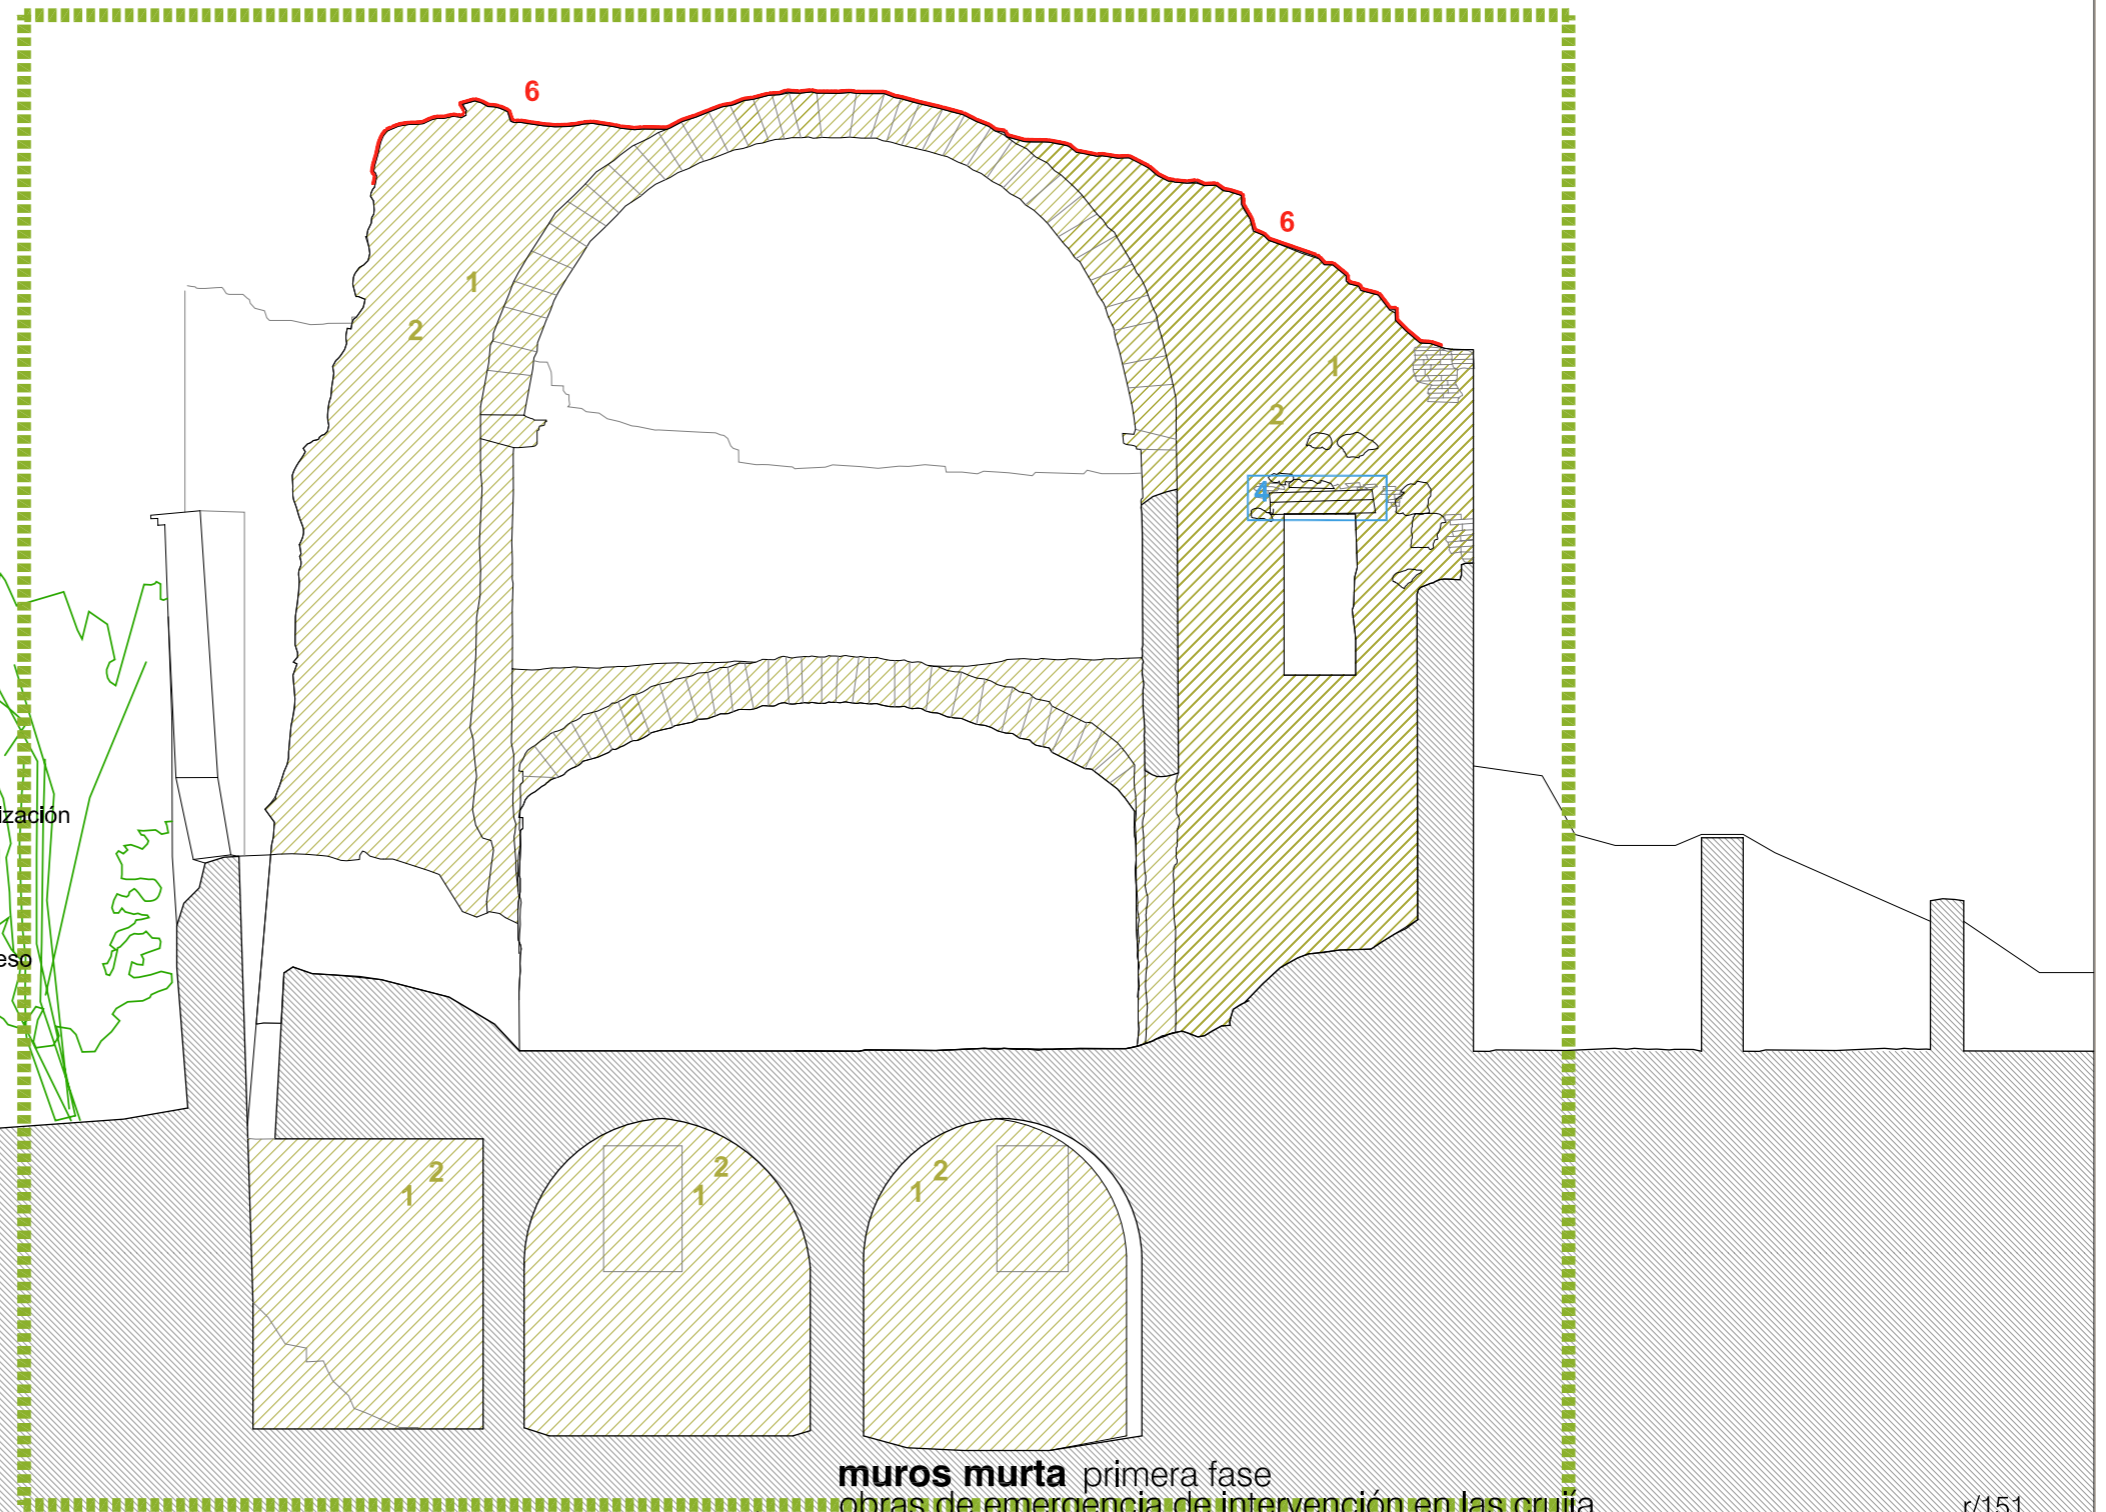 6
6
1
2
1
2
4
ización
eso
2
1
2
1
2
1
muros murta primera fase
obras de emergencia de intervención en las crujía
r/151